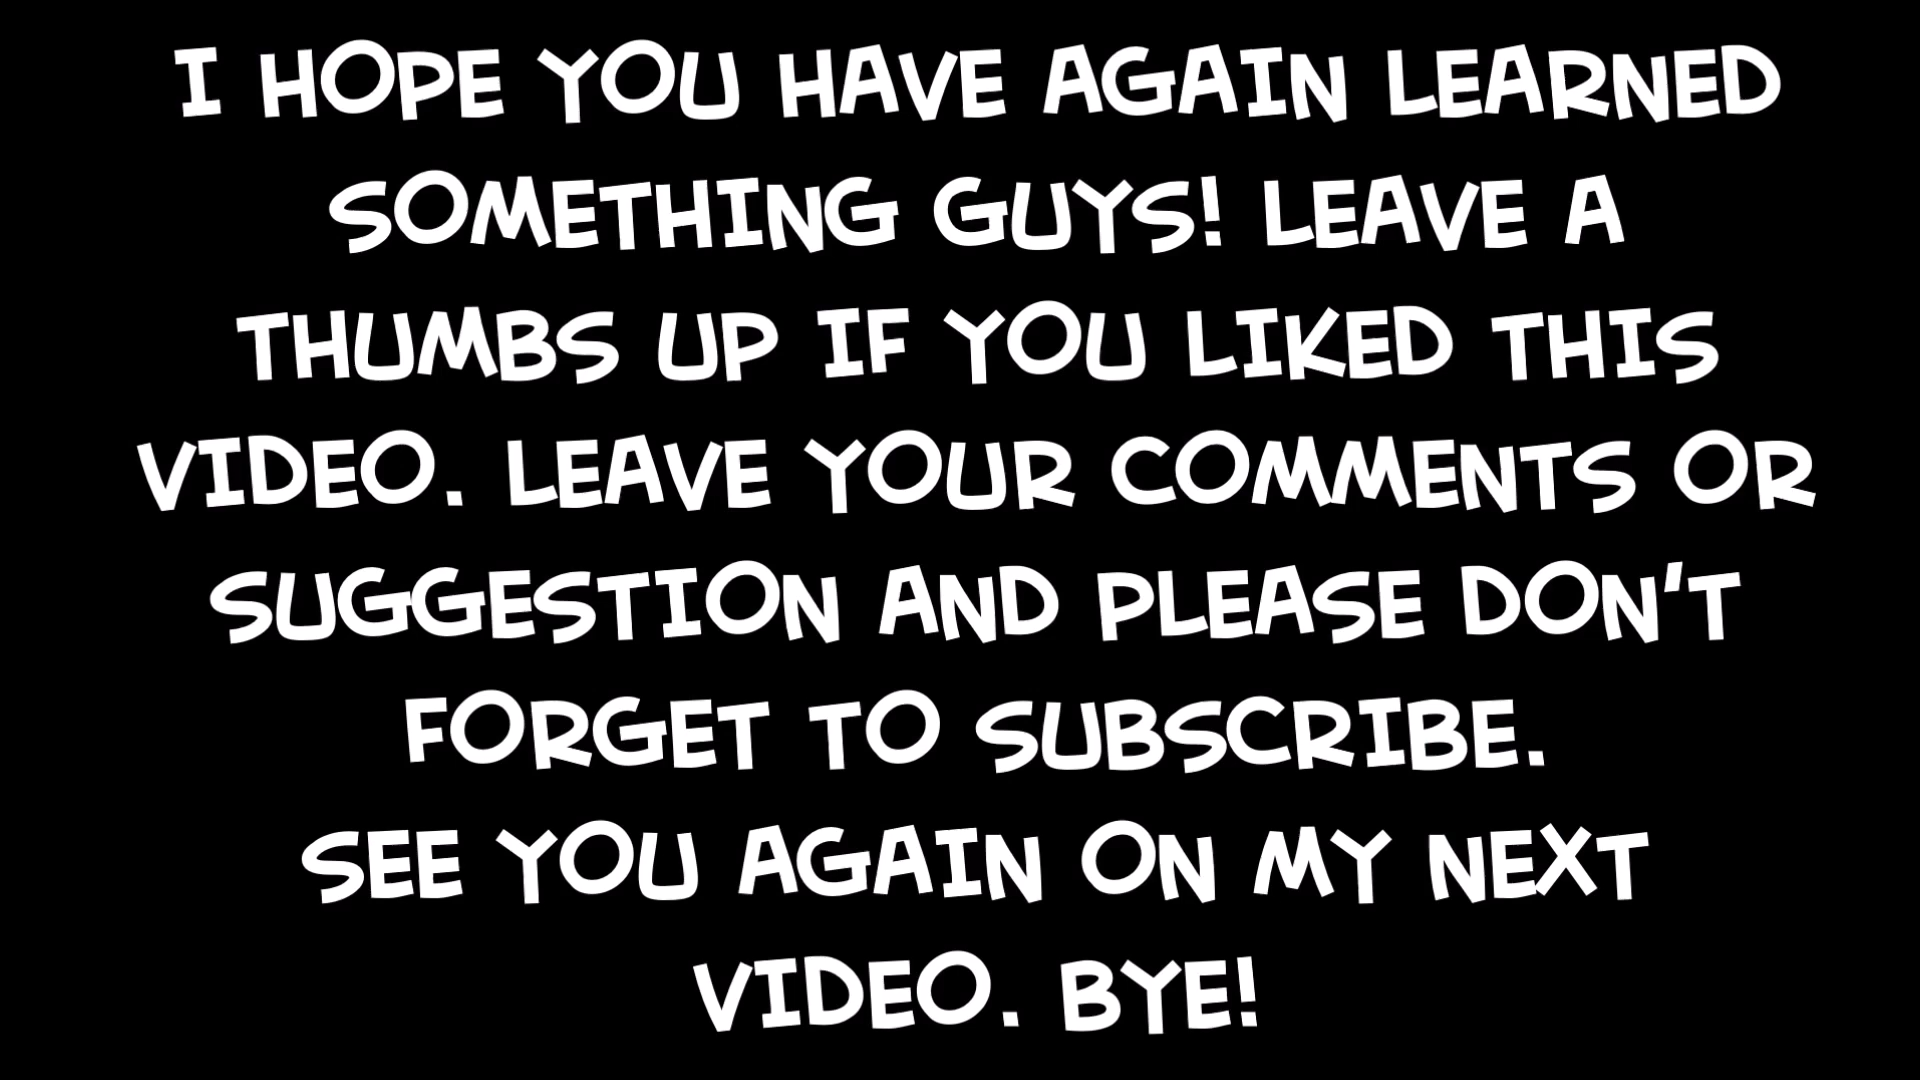 I HOPE YOU HAVE AGAIN LEARNED
SOMETHING GUYS! LEAVE A
THUMBS UP IF YOU LIKED THIS
VIDEO. LEAVE YOUR COMMENTS OR
SUGGESTION AND PLEASE DON'T
FORGET TO SUBSCRIBE.
SEE YOU AGAIN ON MY NEXT
VIDEO. BYE!